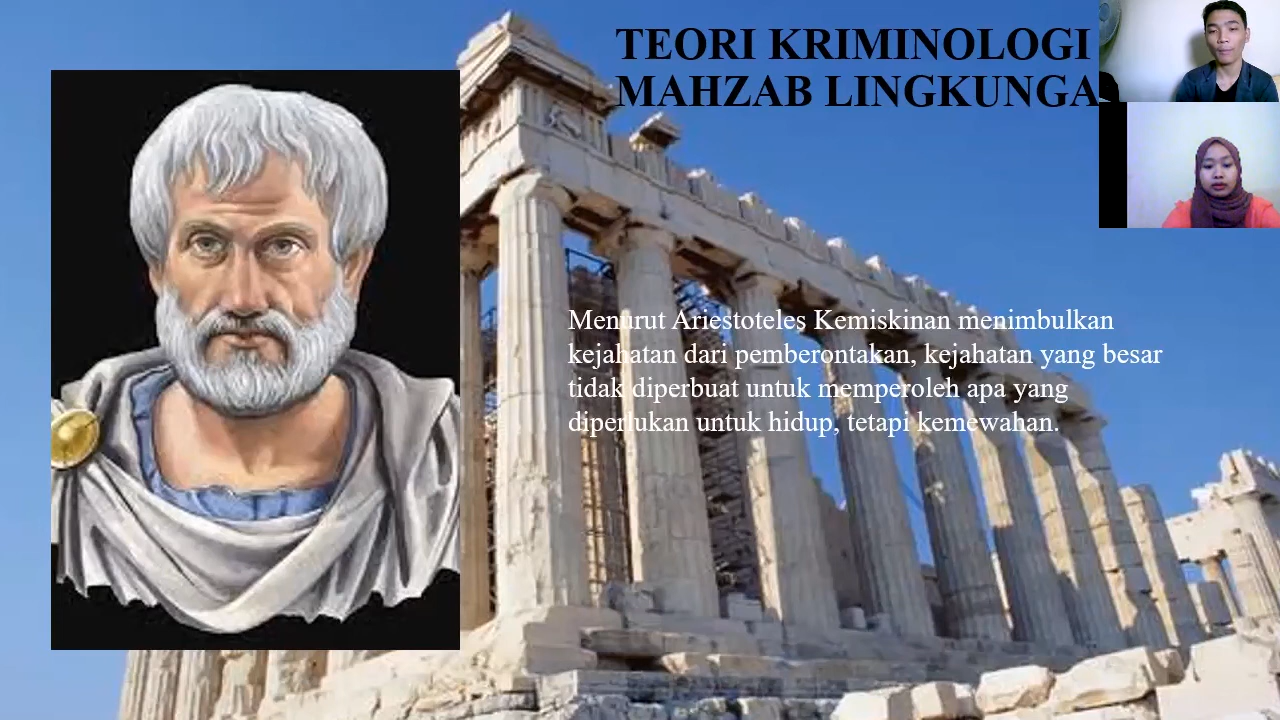 TEORI KRIMINOLOGI
MAHZAB LINGKUNGA
Menurut Ariestoteles Kemiskinan menimbulkan
kejahatan dari pemberontakan, kejahatan yang besar
tidak diperbuat untuk memperoleh apa yang
diperlukan untuk hidup, tetapi kemewahan.